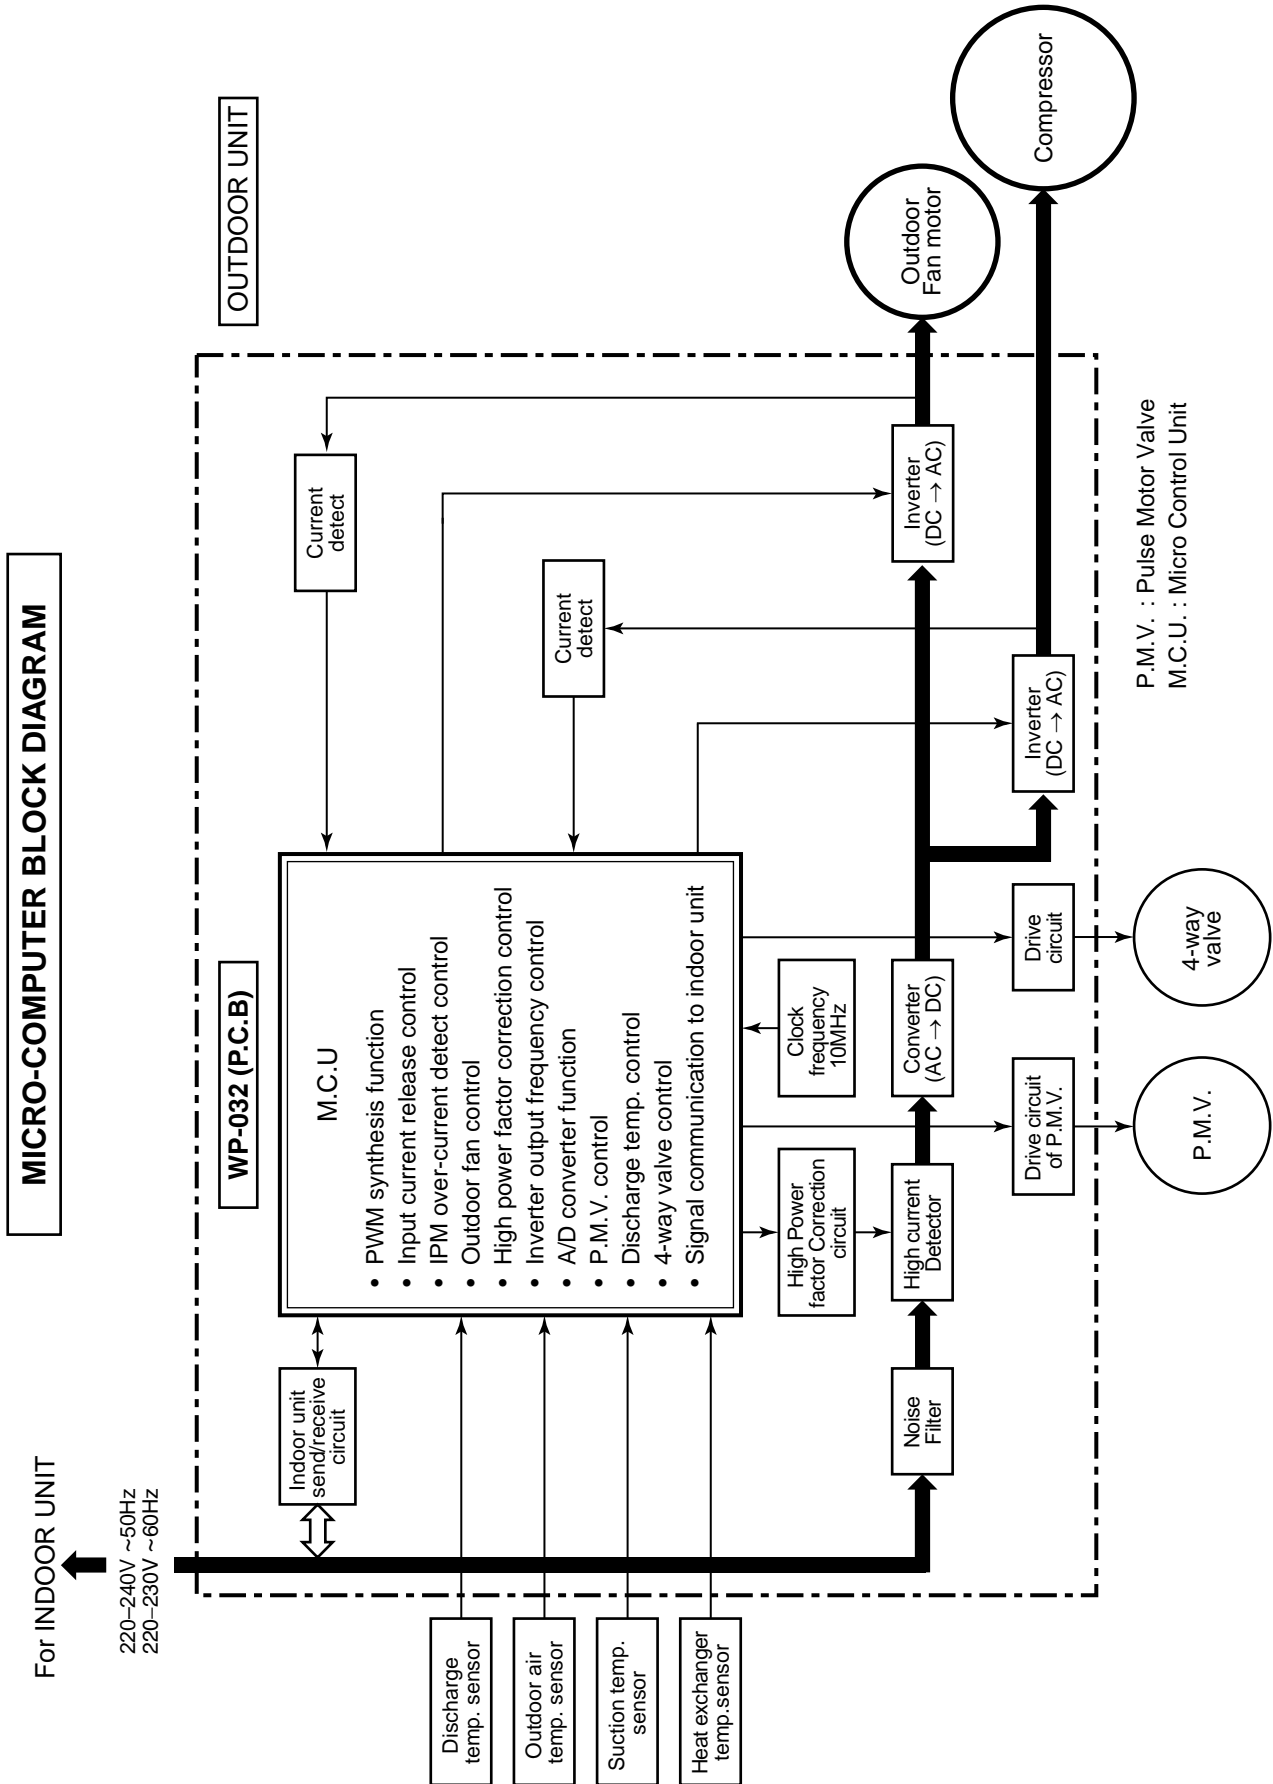 MICRO-COMPUTER BLOCK DIAGRAM
For INDOOR UNIT
220–240V ~50Hz
220–230V ~60Hz
WP-032 (P.C.B)
OUTDOOR UNIT
Indoor unit
send/receive
circuit
M.C.U
• PWM synthesis function
• Input current release control
• IPM over-current detect control
• Outdoor fan control
• High power factor correction control
• Inverter output frequency control
• A/D converter function
• P.M.V. control
• Discharge temp. control
• 4-way valve control
• Signal communication to indoor unit
Current
detect
Current
detect
Discharge
temp. sensor
Outdoor air
temp. sensor
Suction temp.
sensor
Heat exchanger
temp.sensor
High Power
factor Correction
circuit
Clock
frequency
10MHz
Noise
Filter
High current
Detector
Converter
(AC → DC)
Inverter
(DC → AC)
Outdoor
Fan motor
Drive circuit
of P.M.V.
Drive
circuit
Inverter
(DC → AC)
Compressor
P.M.V.
4-way
valve
P.M.V. : Pulse Motor Valve
M.C.U. : Micro Control Unit